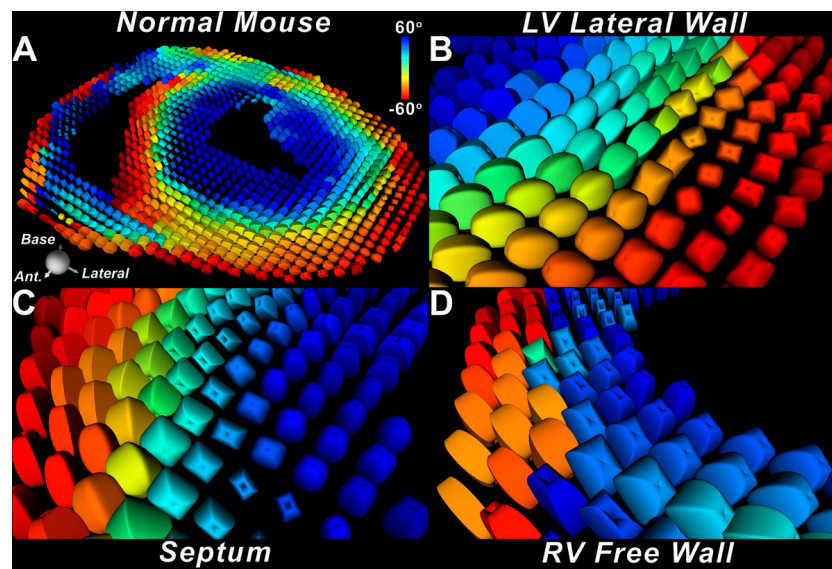 Normal Mouse
LV Lateral Wall
A
60°
-60°
B
Base
Ant.
Lateral
C
D
Septum
RV Free Wall